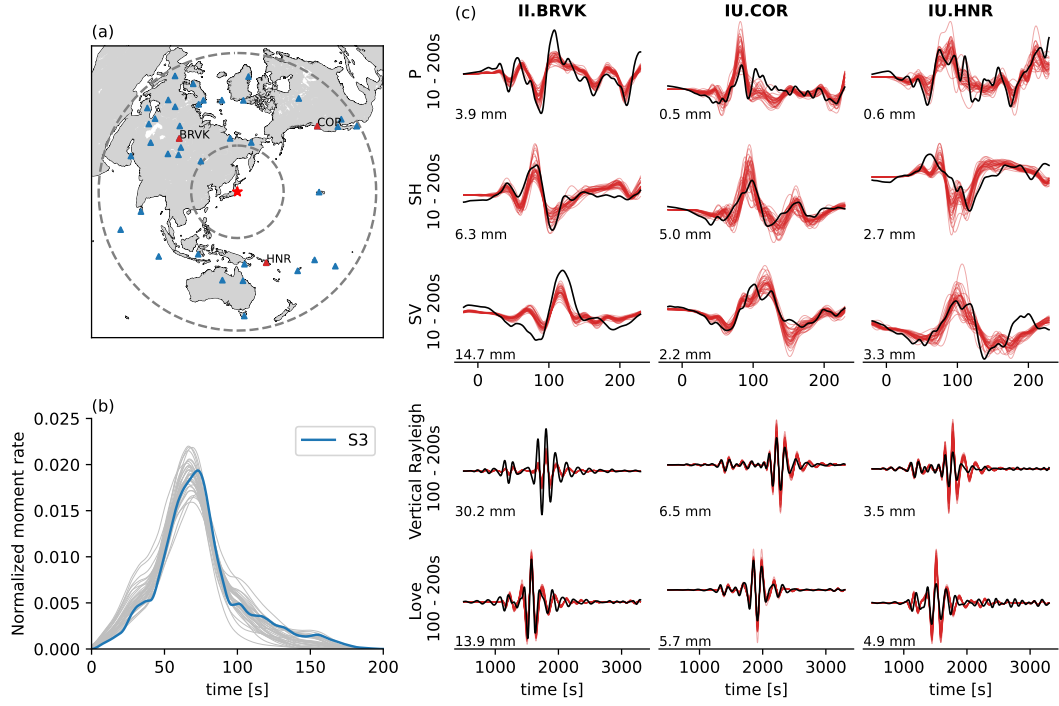 (a)
BRVK
COR
HNR
(b)
Normalized moment rate
0.025
0.020
0.015
0.010
0.005
0.000
0 50 100 150 200
time [s]
S3
(c)
II.BRVK IU.COR IU.HNR
P
10 - 200s
3.9 mm 0.5 mm 0.6 mm
SH
10 - 200s
6.3 mm 5.0 mm 2.7 mm
SV
10 - 200s
14.7 mm 2.2 mm 3.3 mm
0 100 200 0 100 200 0 100 200
Vertical Rayleigh
100 - 200s
30.2 mm 6.5 mm 3.5 mm
Love
100 - 200s
13.9 mm 5.7 mm 4.9 mm
1000 2000 3000 1000 2000 3000 1000 2000 3000
time [s] time [s] time [s]